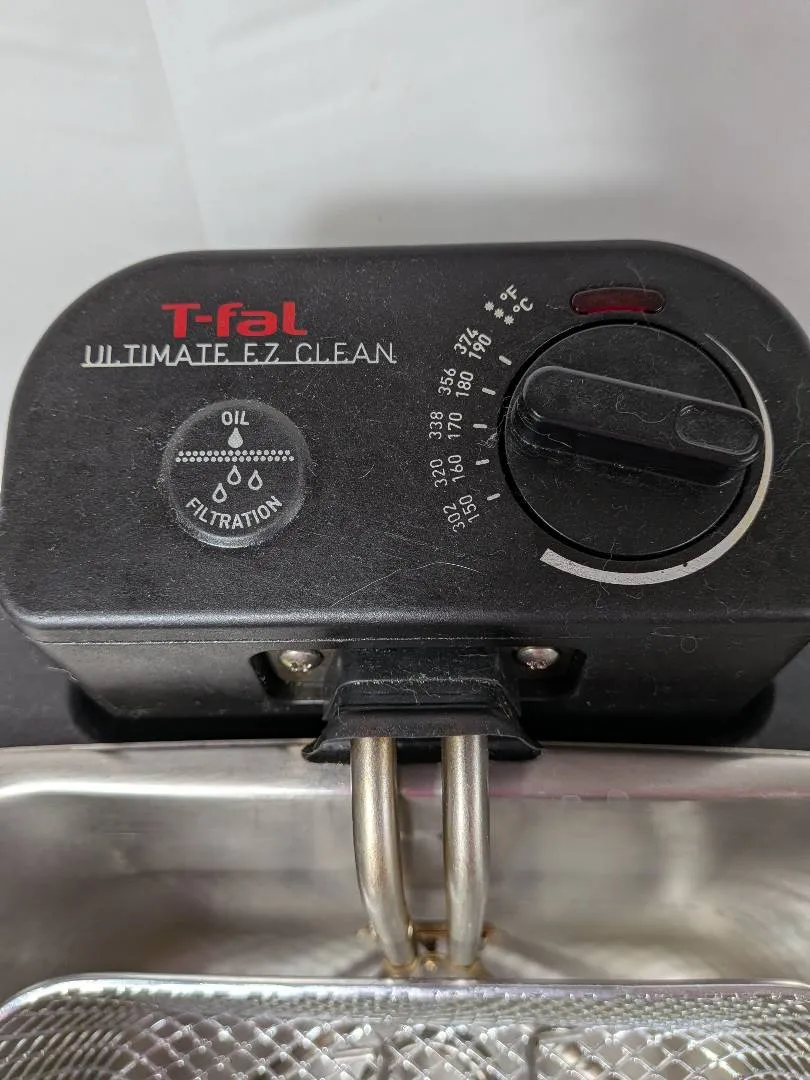 T-fal
ULTIMATE EZ CLEAN
OIL
FILTRATION
°F
°C
374
190
356
180
338
170
320
160
302
150